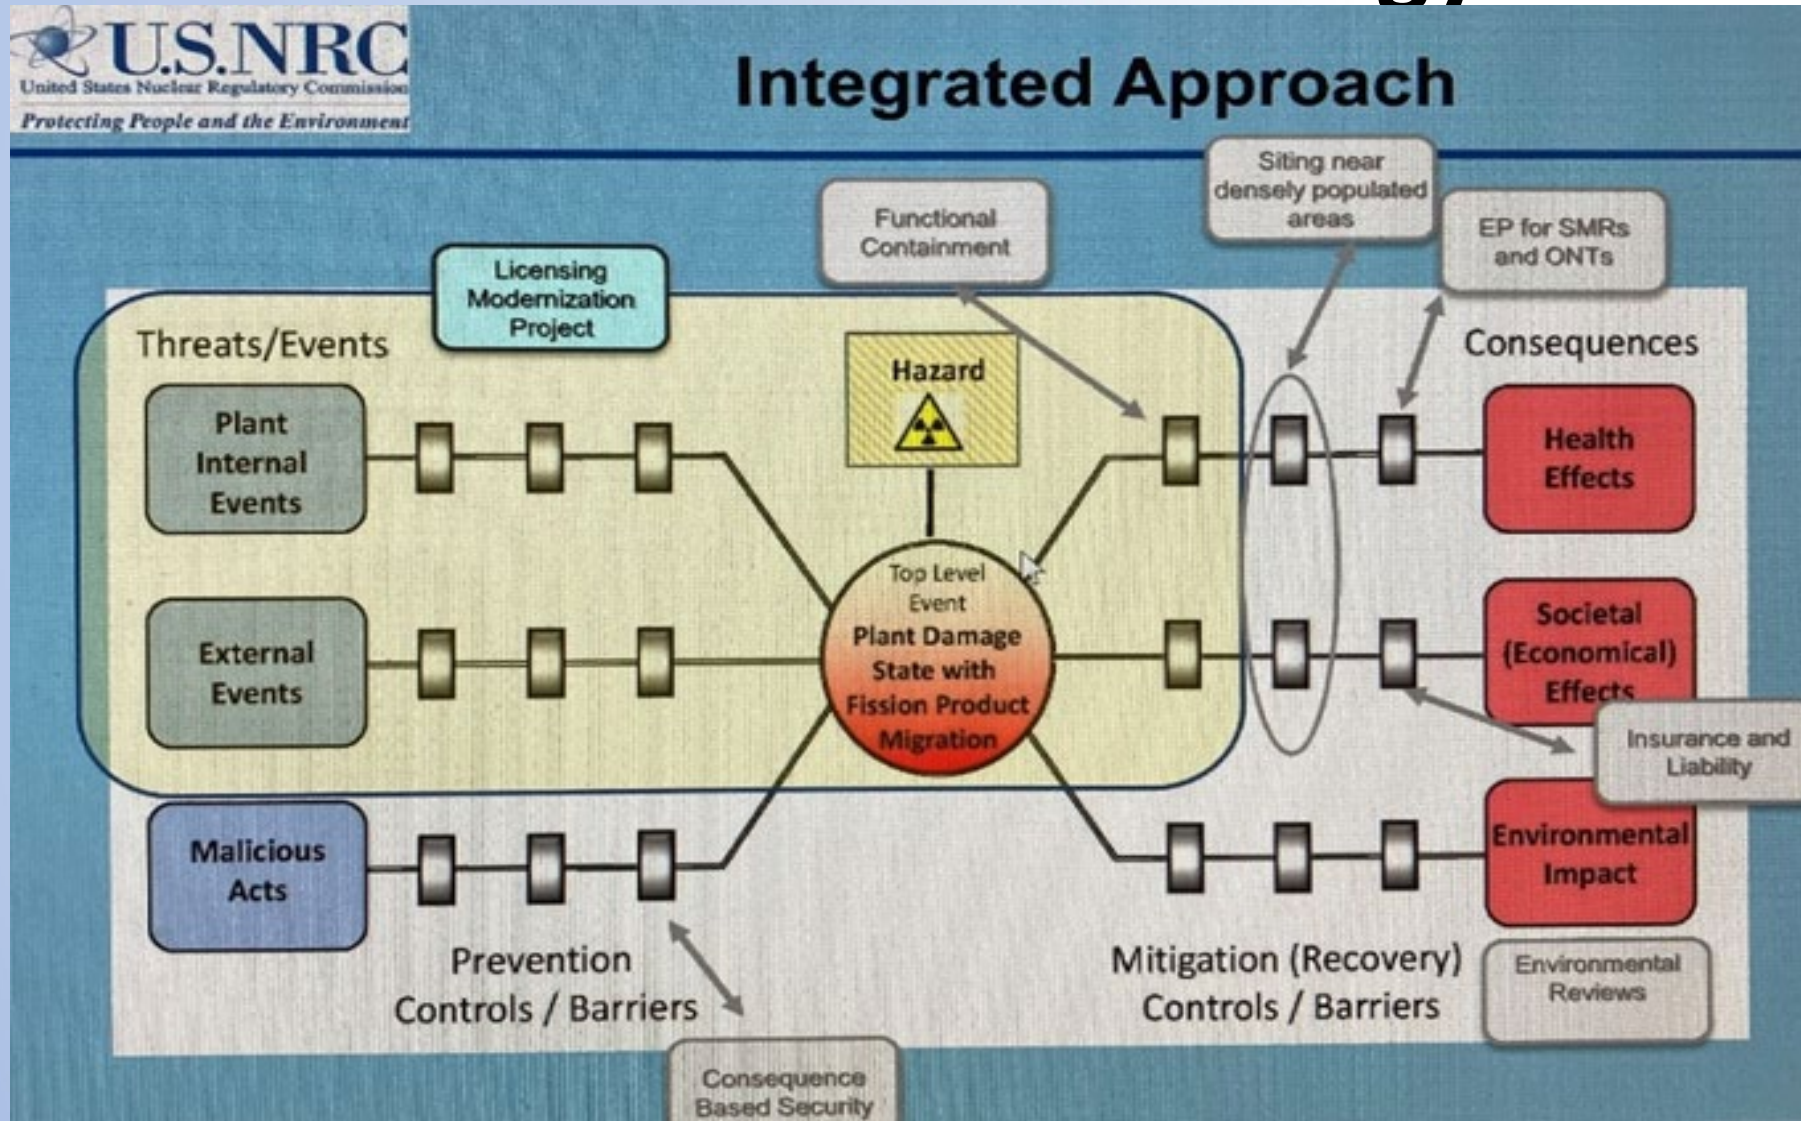 U.S.NRC
United States Nuclear Regulatory Commission
Protecting People and the Environment
Integrated Approach
Siting near
densely populated
areas
Functional
Containment
EP for SMRs
and ONTs
Licensing
Modernization
Project
Threats/Events
Hazard
Consequences
Plant
Internal
Events
Health
Effects
Top Level
Event
Plant Damage
State with
Fission Product
Migration
External
Events
Societal
(Economical)
Effects
Insurance and
Liability
Malicious
Acts
Environmental
Impact
Prevention
Controls / Barriers
Mitigation (Recovery)
Controls / Barriers
Environmental
Reviews
Consequence
Based Security